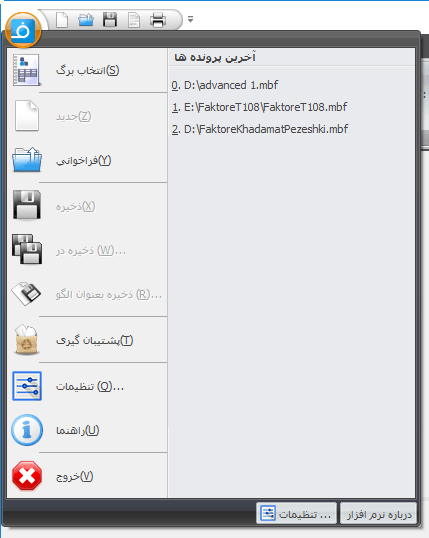 آخرین پرونده ها
0. D:\advanced 1.mbf
1. E:\FaktoreT108\FaktoreT108.mbf
2. D:\FaktoreKhadamatPezeshki.mbf
انتخاب برگ(S)
جدید(Z)
فراخوانی(Y)
ذخیره(X)
ذخیره در (W)...
ذخیره بعنوان الگو (R)...
پشتیبان گیری(T)
تنظیمات (Q)...
راهنما(U)
خروج(V)
تنظیمات ...
درباره نرم افزار